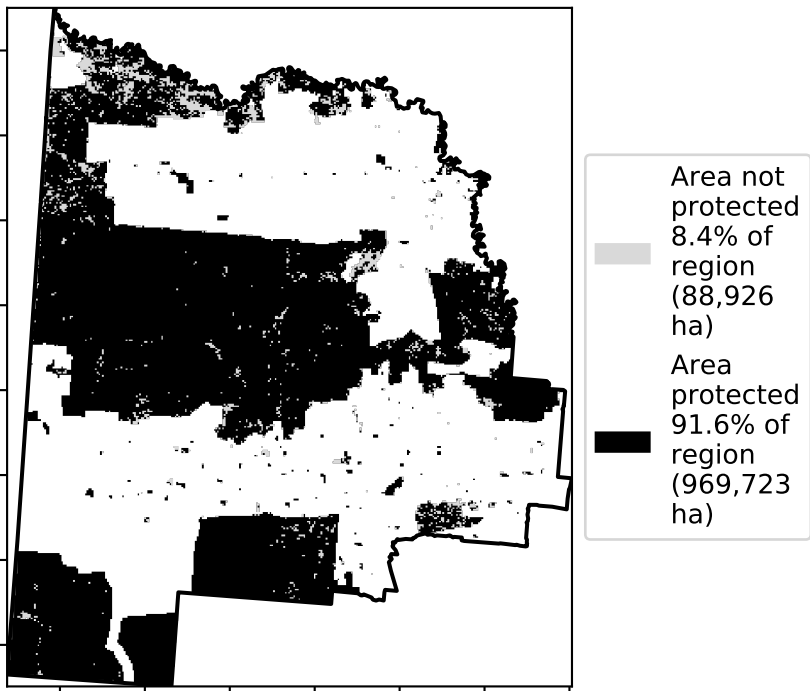 Area not
protected
8.4% of
region
(88,926
ha)
Area
protected
91.6% of
region
(969,723
ha)